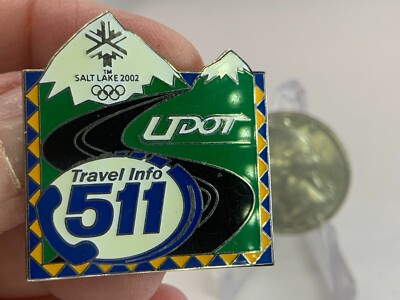 TM
SALT LAKE 2002
UDOT
Travel Info
511